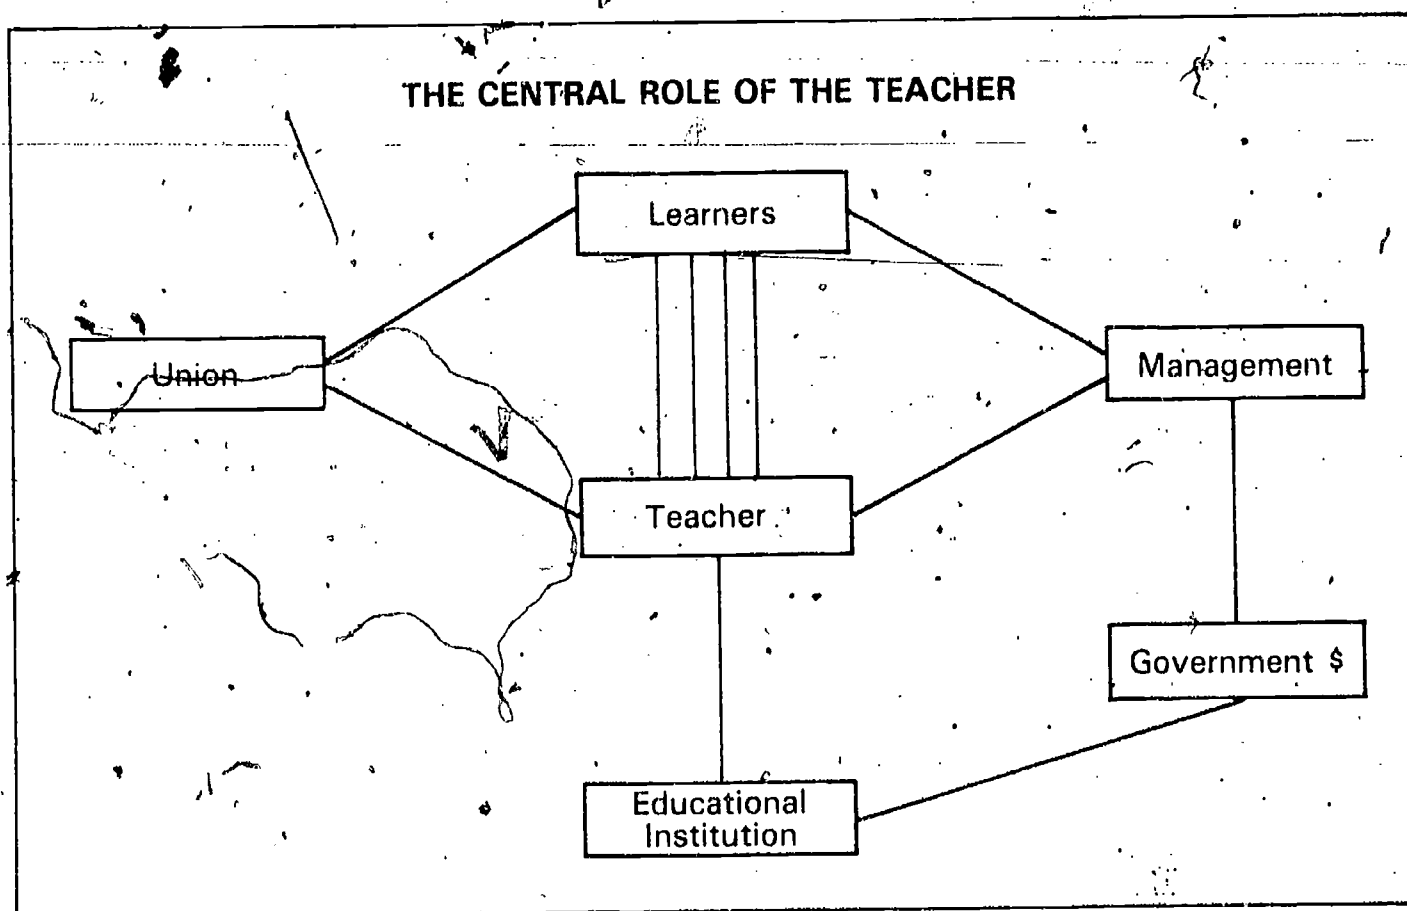 THE CENTRAL ROLE OF THE TEACHER
Learners
Union
Management
Teacher
Government $
Educational
Institution